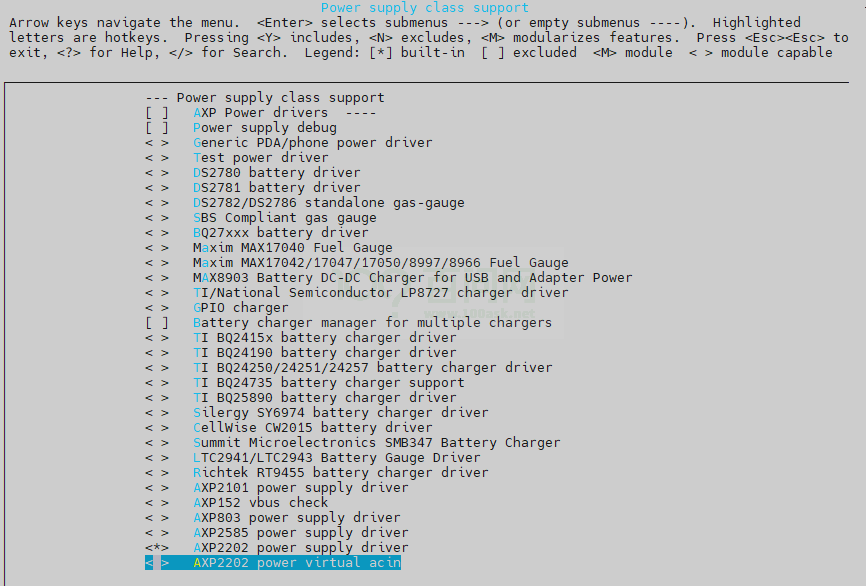 Power supply class support
Arrow keys navigate the menu.  <Enter> selects submenus ---> (or empty submenus ----).  Highlighted
letters are hotkeys.  Pressing <Y> includes, <N> excludes, <M> modularizes features.  Press <Esc><Esc> to
exit, <?> for Help, </> for Search.  Legend: [*] built-in  [ ] excluded  <M> module  < > module capable
--- Power supply class support
[ ]   AXP Power drivers  ----
[ ]   Power supply debug
< >   Generic PDA/phone power driver
< >   Test power driver
< >   DS2780 battery driver
< >   DS2781 battery driver
< >   DS2782/DS2786 standalone gas-gauge
< >   SBS Compliant gas gauge
< >   BQ27xxx battery driver
< >   Maxim MAX17040 Fuel Gauge
< >   Maxim MAX17042/17047/17050/8997/8966 Fuel Gauge
< >   MAX8903 Battery DC-DC Charger for USB and Adapter Power
< >   TI/National Semiconductor LP8727 charger driver
< >   GPIO charger
[ ]   Battery charger manager for multiple chargers
< >   TI BQ2415x battery charger driver
< >   TI BQ24190 battery charger driver
< >   TI BQ24250/24251/24257 battery charger driver
< >   TI BQ24735 battery charger support
< >   TI BQ25890 battery charger driver
< >   Silergy SY6974 battery charger driver
< >   CellWise CW2015 battery driver
< >   Summit Microelectronics SMB347 Battery Charger
< >   LTC2941/LTC2943 Battery Gauge Driver
< >   Richtek RT9455 battery charger driver
< >   AXP2101 power supply driver
< >   AXP152 vbus check
< >   AXP803 power supply driver
< >   AXP2585 power supply driver
<*>   AXP2202 power supply driver
< >   AXP2202 power virtual acin